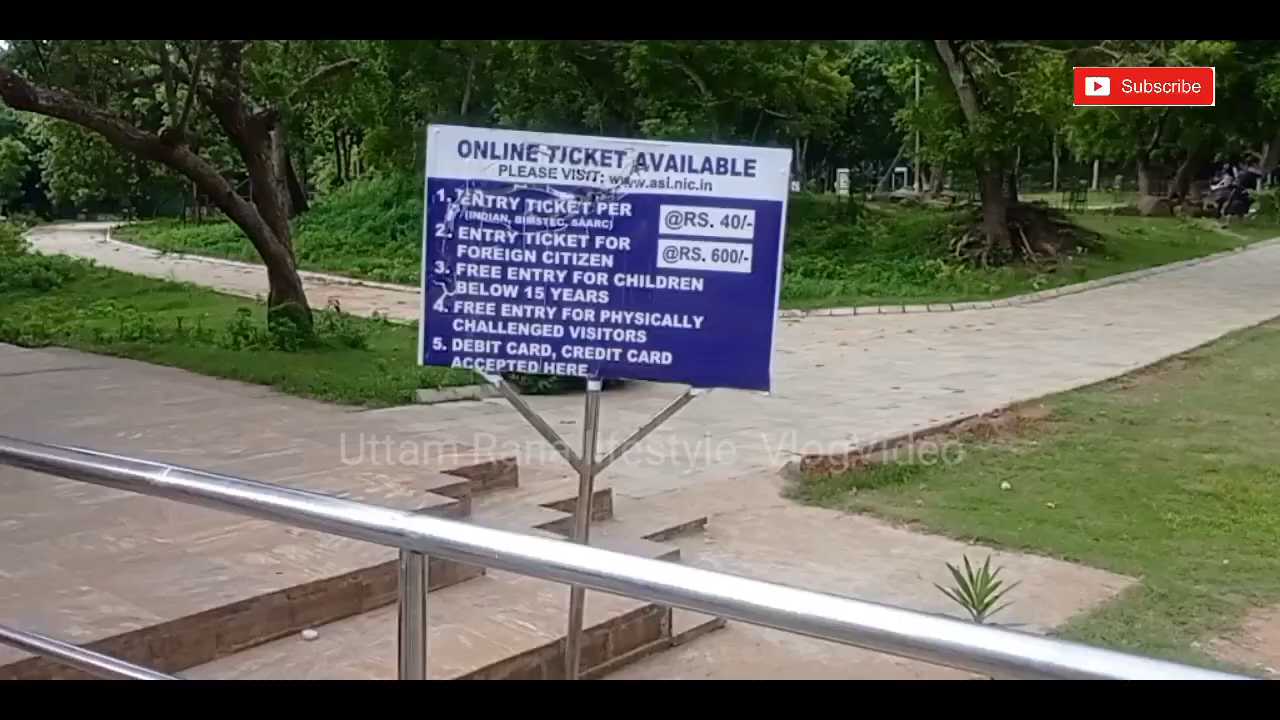 Subscribe
ONLINE TICKET AVAILABLE
PLEASE VISIT: www.asi.nic.in
1. ENTRY TICKET PER @RS. 40/-
(INDIAN, BIMSTEC, SAARC)
2. ENTRY TICKET FOR @RS. 600/-
FOREIGN CITIZEN
3. FREE ENTRY FOR CHILDREN
BELOW 15 YEARS
4. FREE ENTRY FOR PHYSICALLY
CHALLENGED VISITORS
5. DEBIT CARD, CREDIT CARD
ACCEPTED HERE
Uttam Rana Lifestyle VlogVideo